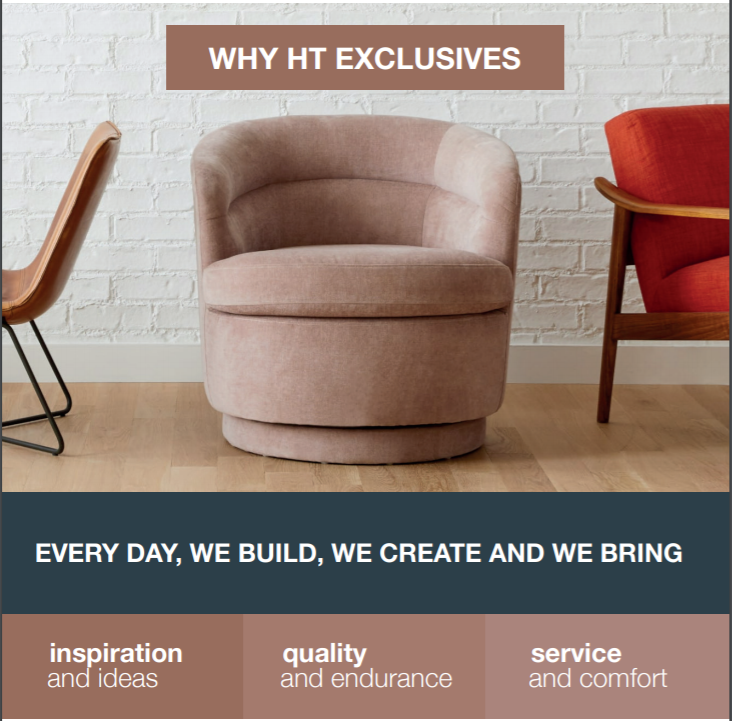 WHY HT EXCLUSIVES
EVERY DAY, WE BUILD, WE CREATE AND WE BRING
inspiration
and ideas
quality
and endurance
service
and comfort